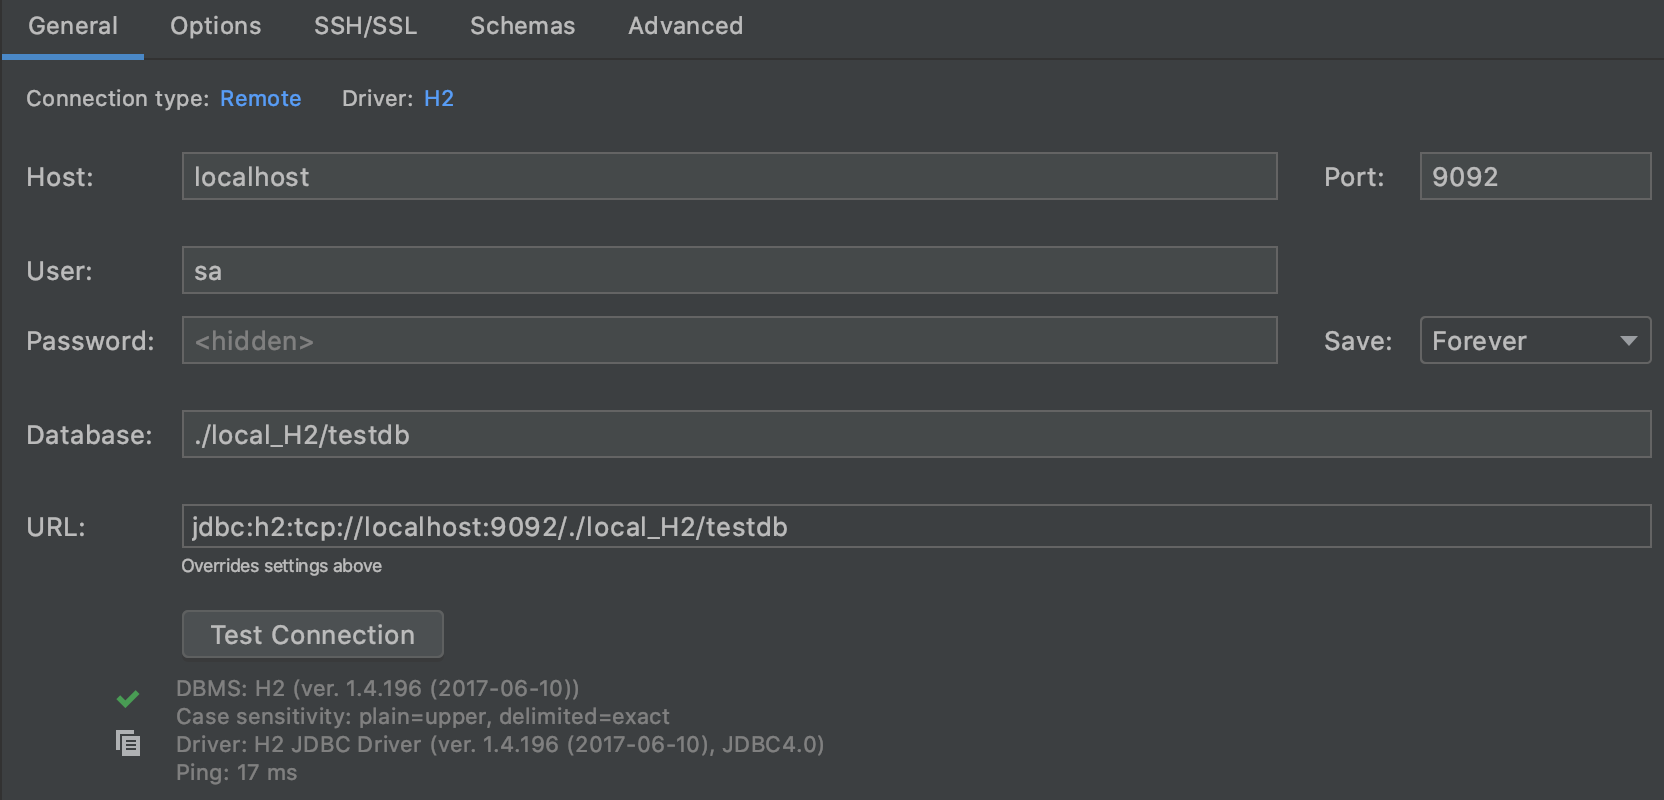 General Options SSH/SSL Schemas Advanced
Connection type: Remote Driver: H2
Host: localhost Port: 9092
User: sa
Password: <hidden> Save: Forever
Database: ./local_H2/testdb
URL: jdbc:h2:tcp://localhost:9092/./local_H2/testdb
Overrides settings above
Test Connection
DBMS: H2 (ver. 1.4.196 (2017-06-10))
Case sensitivity: plain=upper, delimited=exact
Driver: H2 JDBC Driver (ver. 1.4.196 (2017-06-10), JDBC4.0)
Ping: 17 ms